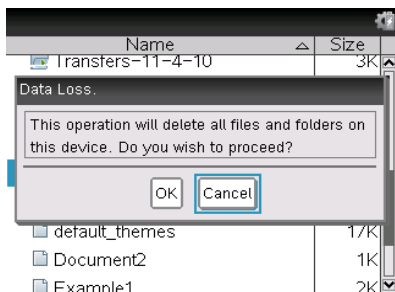 Name Size
Transfers-11-4-10 3K
Data Loss.
This operation will delete all files and folders on
this device. Do you wish to proceed?
OK Cancel
default_themes 17K
Document2 1K
Example1 2K